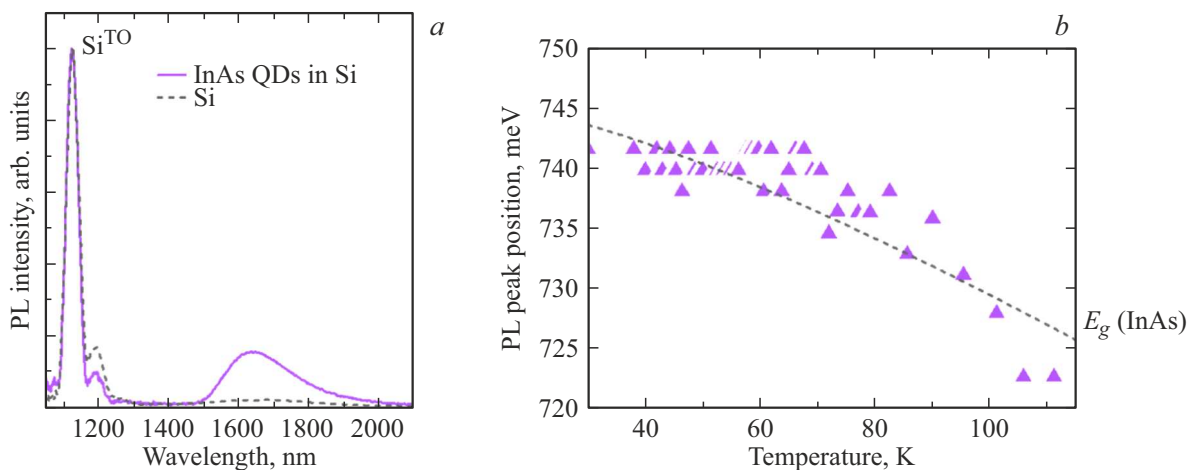 a
Si^TO
InAs QDs in Si
Si
PL intensity, arb. units
1200 1400 1600 1800 2000
Wavelength, nm
b
750
745
740
735
730
725
720
PL peak position, meV
E_g (InAs)
40 60 80 100
Temperature, K